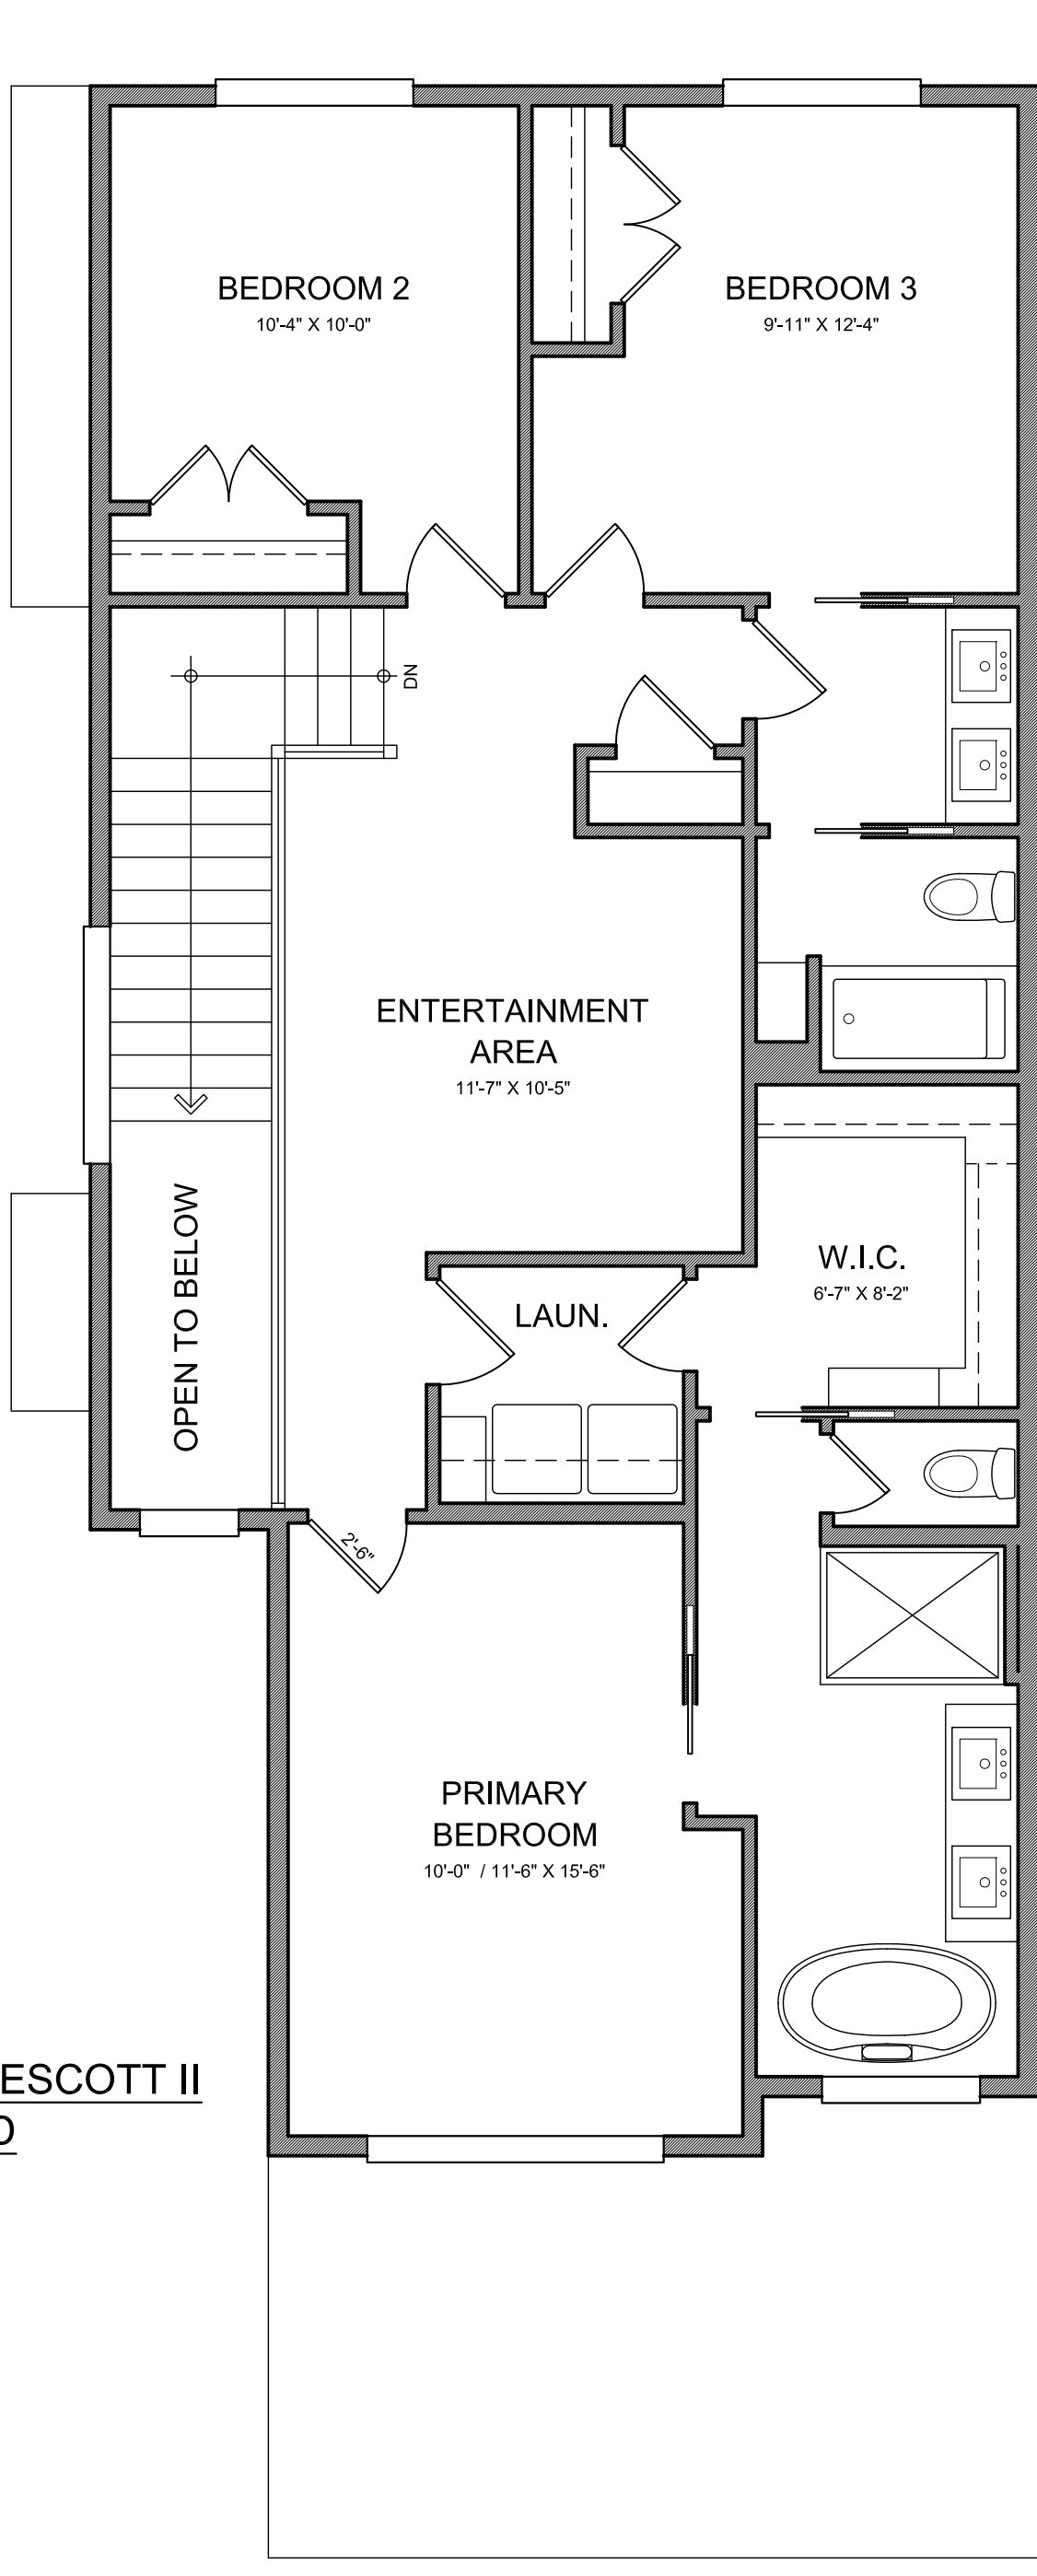 BEDROOM 2
10'-4" X 10'-0"
BEDROOM 3
9'-11" X 12'-4"
DN
ENTERTAINMENT
AREA
11'-7" X 10'-5"
OPEN TO BELOW
W.I.C.
6'-7" X 8'-2"
LAUN.
2'-6"
PRIMARY
BEDROOM
10'-0" / 11'-6" X 15'-6"
ESCOTT II